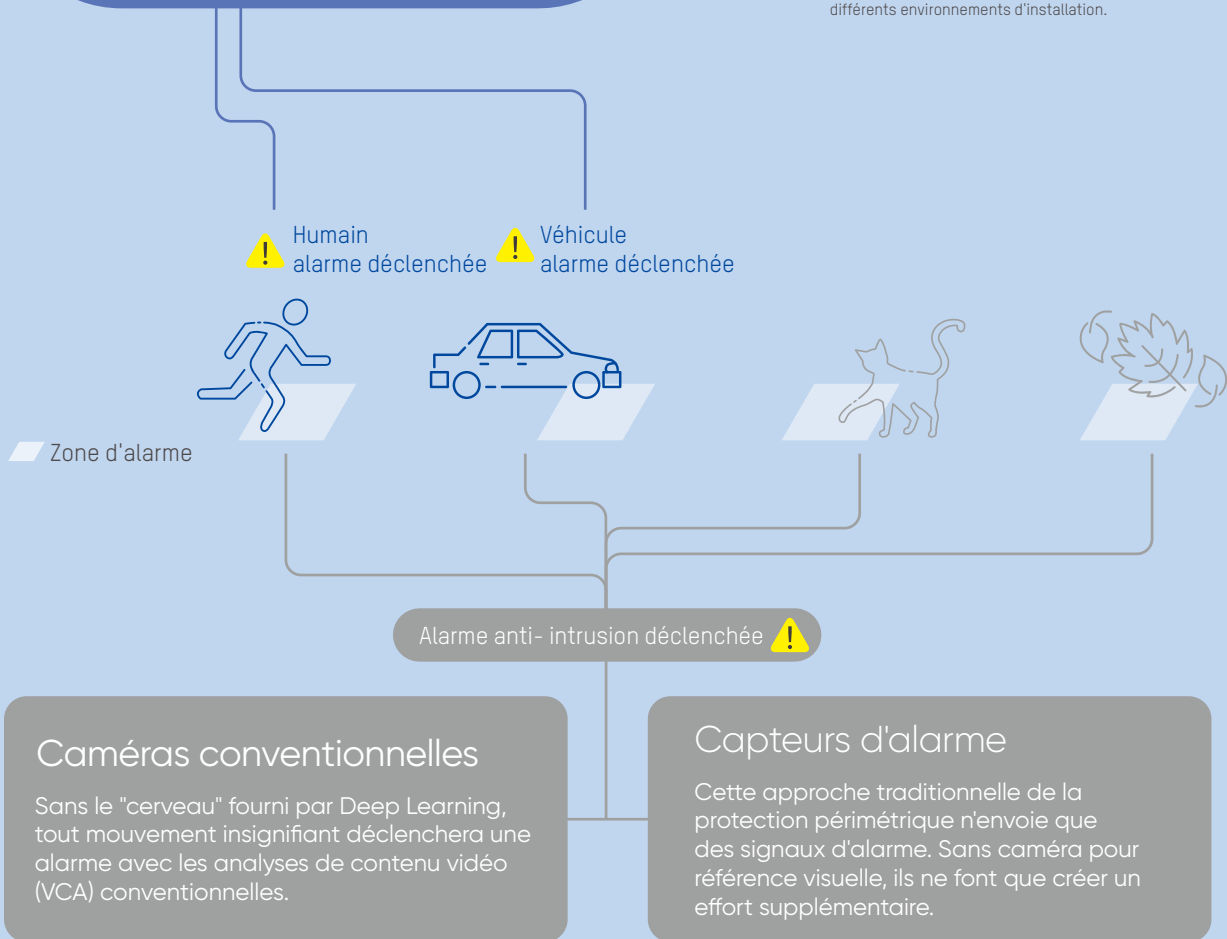 différents environnements d'installation.
Humain
alarme déclenchée
Véhicule
alarme déclenchée
Zone d'alarme
Alarme anti- intrusion déclenchée
Caméras conventionnelles
Sans le "cerveau" fourni par Deep Learning,
tout mouvement insignifiant déclenchera une
alarme avec les analyses de contenu vidéo
(VCA) conventionnelles.
Capteurs d'alarme
Cette approche traditionnelle de la
protection périmétrique n'envoie que
des signaux d'alarme. Sans caméra pour
référence visuelle, ils ne font que créer un
effort supplémentaire.